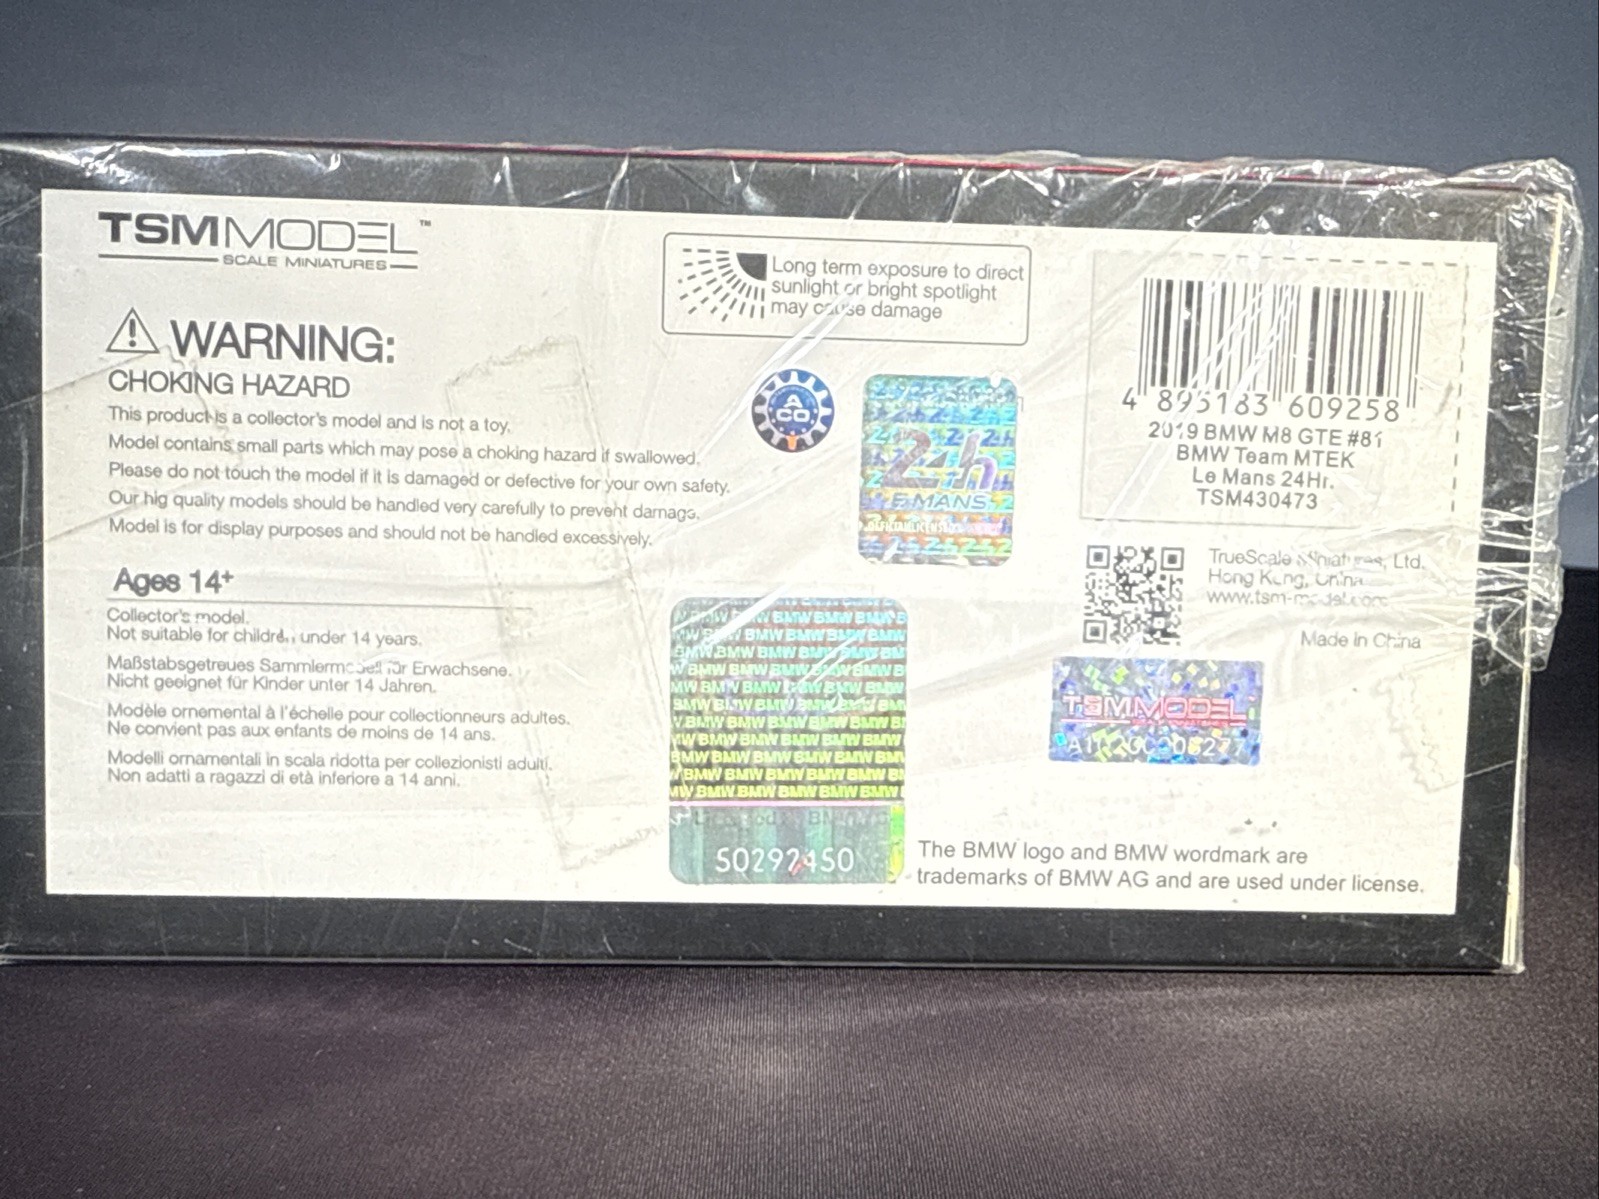 TSMMODEL™
SCALE MINIATURES
WARNING:
CHOKING HAZARD
This product is a collector's model and is not a toy.
Model contains small parts which may pose a choking hazard if swallowed.
Please do not touch the model if it is damaged or defective for your own safety.
Our hig quality models should be handled very carefully to prevent damage.
Model is for display purposes and should not be handled excessively.
Ages 14+
Collector's model.
Not suitable for children under 14 years.
Maßstabsgetreues Sammlermodell für Erwachsene.
Nicht geeignet für Kinder unter 14 Jahren.
Modèle ornemental à l'échelle pour collectionneurs adultes.
Ne convient pas aux enfants de moins de 14 ans.
Modelli ornamentali in scala ridotta per collezionisti adulti.
Non adatti a ragazzi di età inferiore a 14 anni.
Long term exposure to direct
sunlight or bright spotlight
may cause damage
ACO
24h
LE MANS
BMW BMW BMW BMW BMW
50292450
4 895183 609258
2019 BMW M8 GTE #81
BMW Team MTEK
Le Mans 24Hr.
TSM430473
TrueScale Miniatures, Ltd.
Hong Kong, China
www.tsm-model.com
Made in China
TSMMODEL
The BMW logo and BMW wordmark are
trademarks of BMW AG and are used under license.